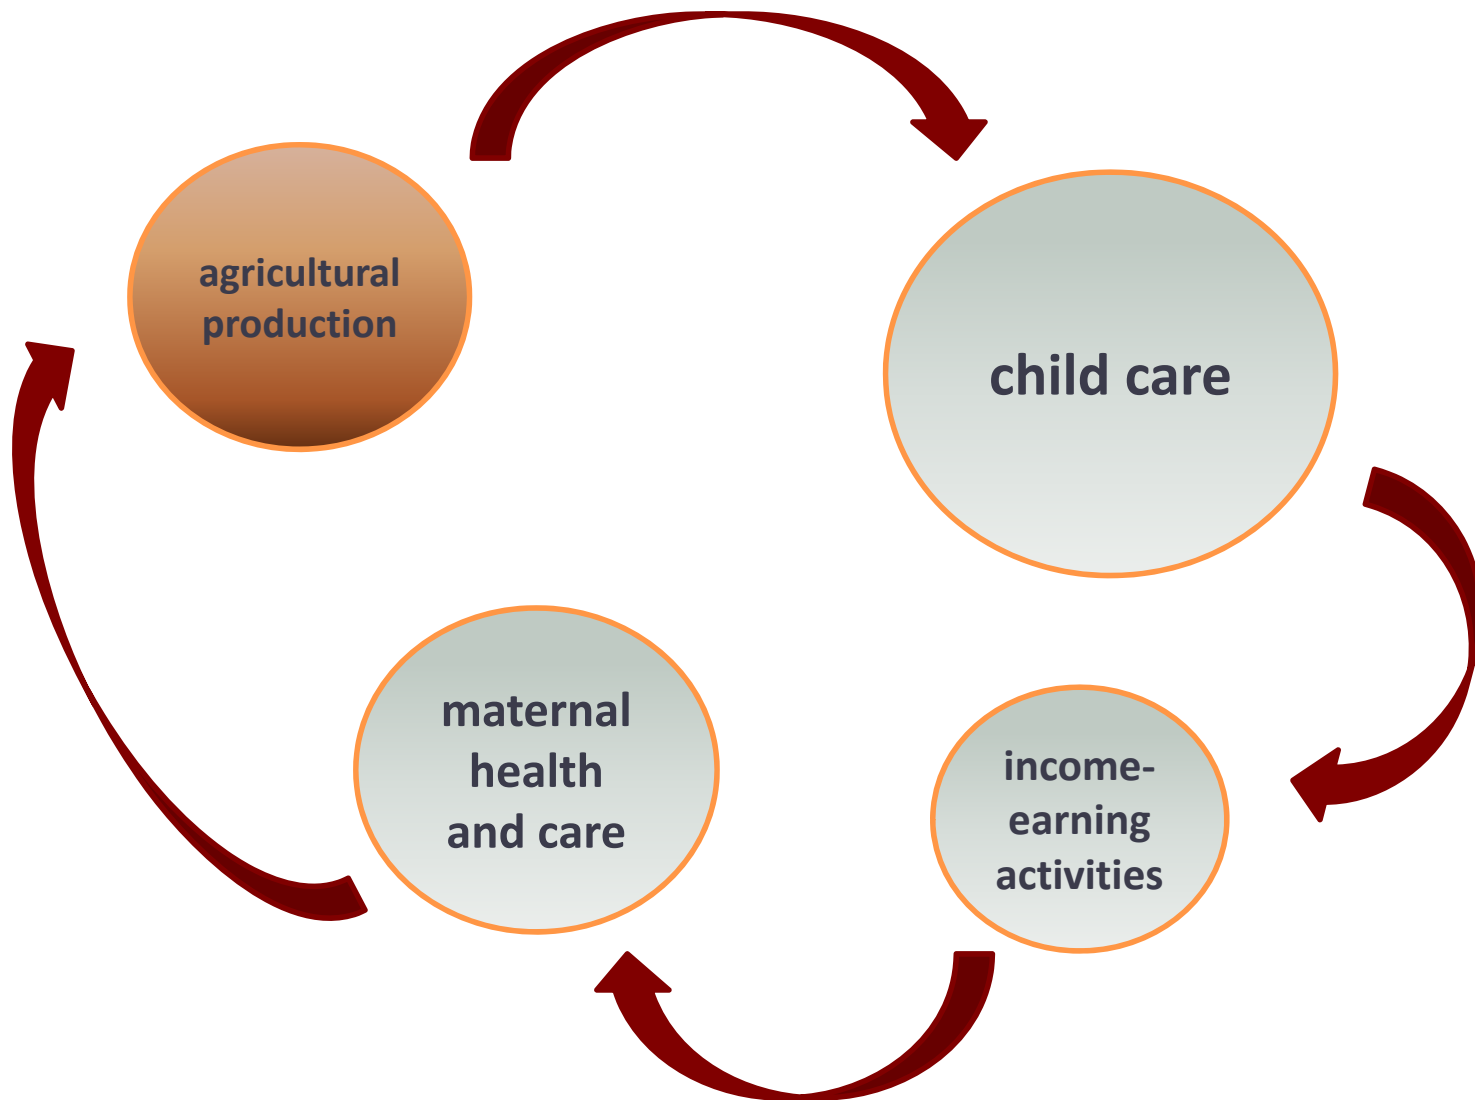 agricultural
production
child care
maternal
health
and care
income-
earning
activities